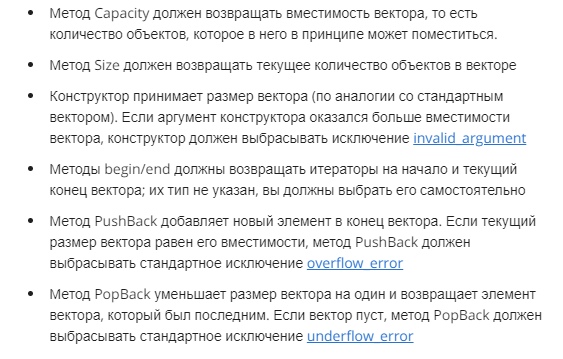 • Метод Capacity должен возвращать вместимость вектора, то есть
количество объектов, которое в него в принципе может поместиться.
• Метод Size должен возвращать текущее количество объектов в векторе
• Конструктор принимает размер вектора (по аналогии со стандартным
вектором). Если аргумент конструктора оказался больше вместимости
вектора, конструктор должен выбрасывать исключение invalid_argument
• Методы begin/end должны возвращать итераторы на начало и текущий
конец вектора; их тип не указан, вы должны выбрать его самостоятельно
• Метод PushBack добавляет новый элемент в конец вектора. Если текущий
размер вектора равен его вместимости, метод PushBack должен
выбрасывать стандартное исключение overflow_error
• Метод PopBack уменьшает размер вектора на один и возвращает элемент
вектора, который был последним. Если вектор пуст, метод PopBack должен
выбрасывать стандартное исключение underflow_error